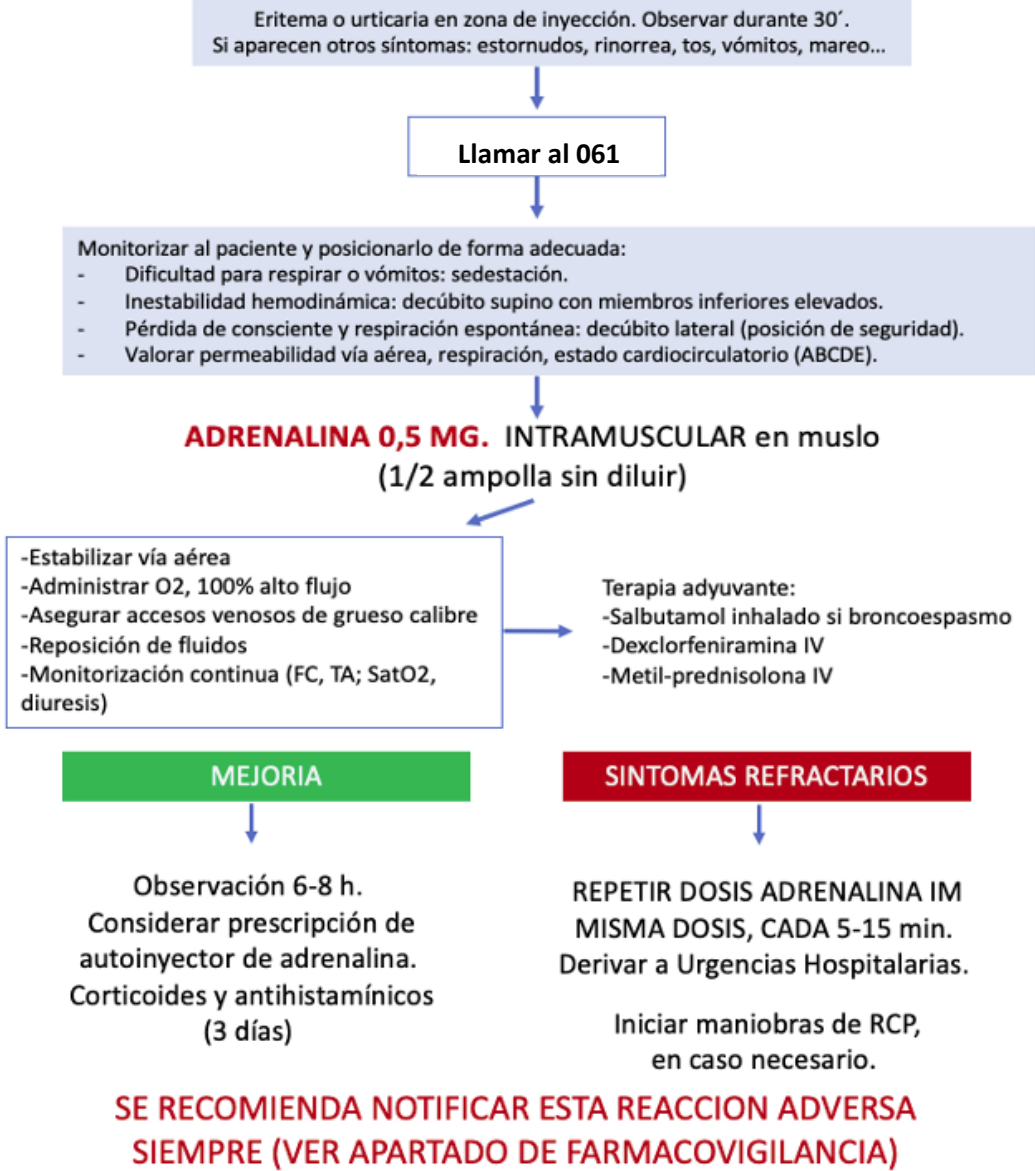 Eritema o urticaria en zona de inyección. Observar durante 30´.
Si aparecen otros síntomas: estornudos, rinorrea, tos, vómitos, mareo...
Llamar al 061
Monitorizar al paciente y posicionarlo de forma adecuada:
- Dificultad para respirar o vómitos: sedestación.
- Inestabilidad hemodinámica: decúbito supino con miembros inferiores elevados.
- Pérdida de consciente y respiración espontánea: decúbito lateral (posición de seguridad).
- Valorar permeabilidad vía aérea, respiración, estado cardiocirculatorio (ABCDE).
ADRENALINA 0,5 MG. INTRAMUSCULAR en muslo
(1/2 ampolla sin diluir)
-Estabilizar vía aérea
-Administrar O2, 100% alto flujo
-Asegurar accesos venosos de grueso calibre
-Reposición de fluidos
-Monitorización continua (FC, TA; SatO2,
diuresis)
Terapia adyuvante:
-Salbutamol inhalado si broncoespasmo
-Dexclorfeniramina IV
-Metil-prednisolona IV
MEJORIA
Observación 6-8 h.
Considerar prescripción de
autoinyector de adrenalina.
Corticoides y antihistamínicos
(3 días)
SINTOMAS REFRACTARIOS
REPETIR DOSIS ADRENALINA IM
MISMA DOSIS, CADA 5-15 min.
Derivar a Urgencias Hospitalarias.
Iniciar maniobras de RCP,
en caso necesario.
SE RECOMIENDA NOTIFICAR ESTA REACCION ADVERSA
SIEMPRE (VER APARTADO DE FARMACOVIGILANCIA)